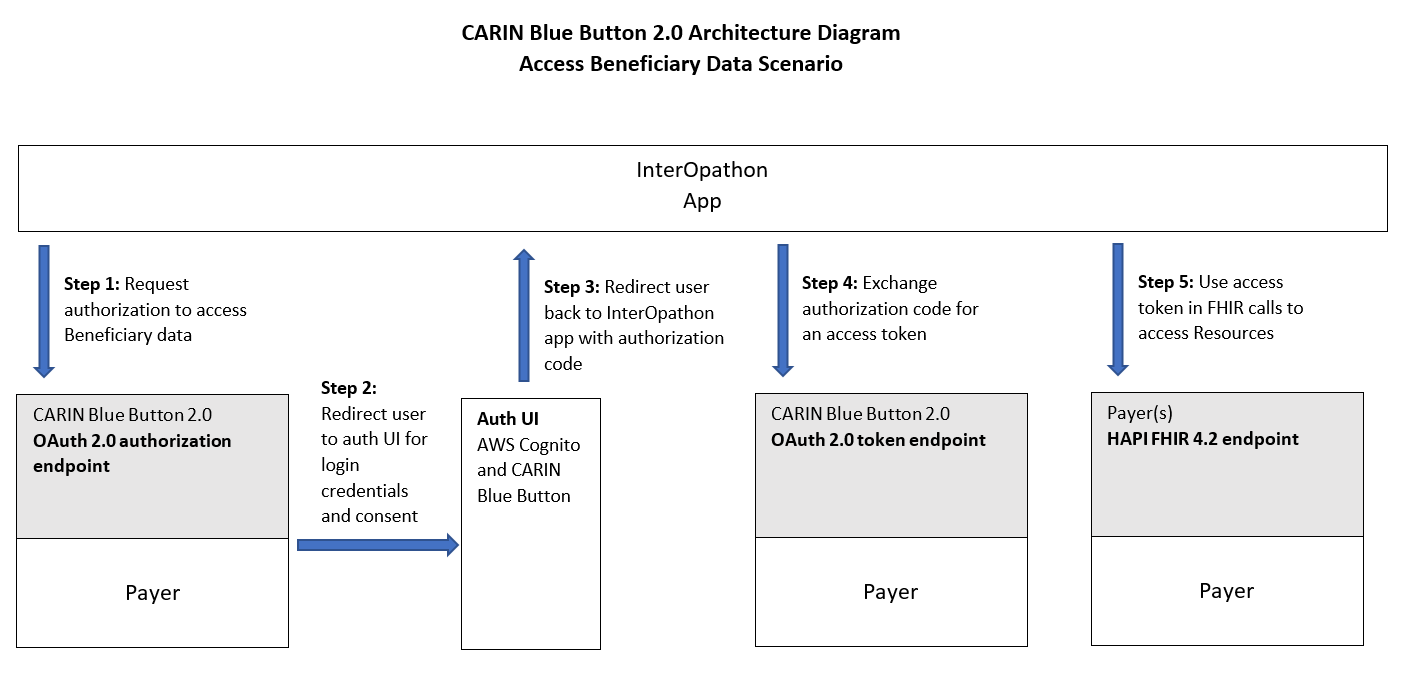 CARIN Blue Button 2.0 Architecture Diagram
Access Beneficiary Data Scenario
InterOpathon
App
Step 1: Request
authorization to access
Beneficiary data
Step 2:
Redirect user
to auth UI for
login
credentials
and consent
Step 3: Redirect user
back to InterOpathon
app with authorization
code
Step 4: Exchange
authorization code for
an access token
Step 5: Use access
token in FHIR calls to
access Resources
CARIN Blue Button 2.0
OAuth 2.0 authorization
endpoint
Payer
Auth UI
AWS Cognito
and CARIN
Blue Button
CARIN Blue Button 2.0
OAuth 2.0 token endpoint
Payer
Payer(s)
HAPI FHIR 4.2 endpoint
Payer